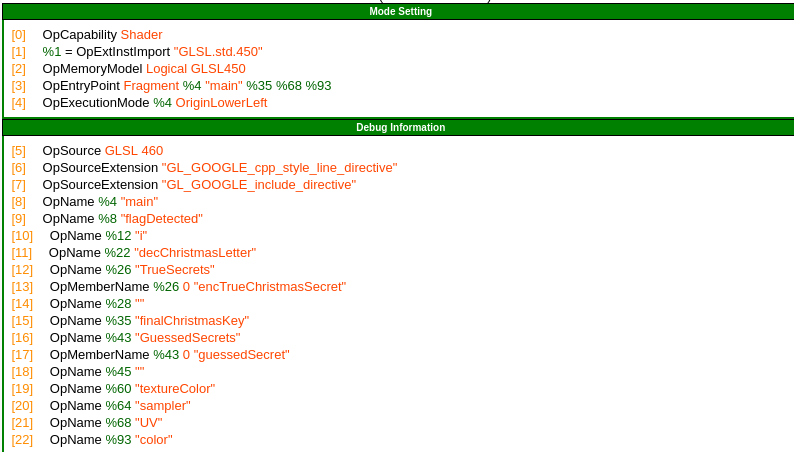 Mode Setting
[0] OpCapability Shader
[1] %1 = OpExtInstImport "GLSL.std.450"
[2] OpMemoryModel Logical GLSL450
[3] OpEntryPoint Fragment %4 "main" %35 %68 %93
[4] OpExecutionMode %4 OriginLowerLeft
Debug Information
[5] OpSource GLSL 460
[6] OpSourceExtension "GL_GOOGLE_cpp_style_line_directive"
[7] OpSourceExtension "GL_GOOGLE_include_directive"
[8] OpName %4 "main"
[9] OpName %8 "flagDetected"
[10] OpName %12 "i"
[11] OpName %22 "decChristmasLetter"
[12] OpName %26 "TrueSecrets"
[13] OpMemberName %26 0 "encTrueChristmasSecret"
[14] OpName %28 ""
[15] OpName %35 "finalChristmasKey"
[16] OpName %43 "GuessedSecrets"
[17] OpMemberName %43 0 "guessedSecret"
[18] OpName %45 ""
[19] OpName %60 "textureColor"
[20] OpName %64 "sampler"
[21] OpName %68 "UV"
[22] OpName %93 "color"